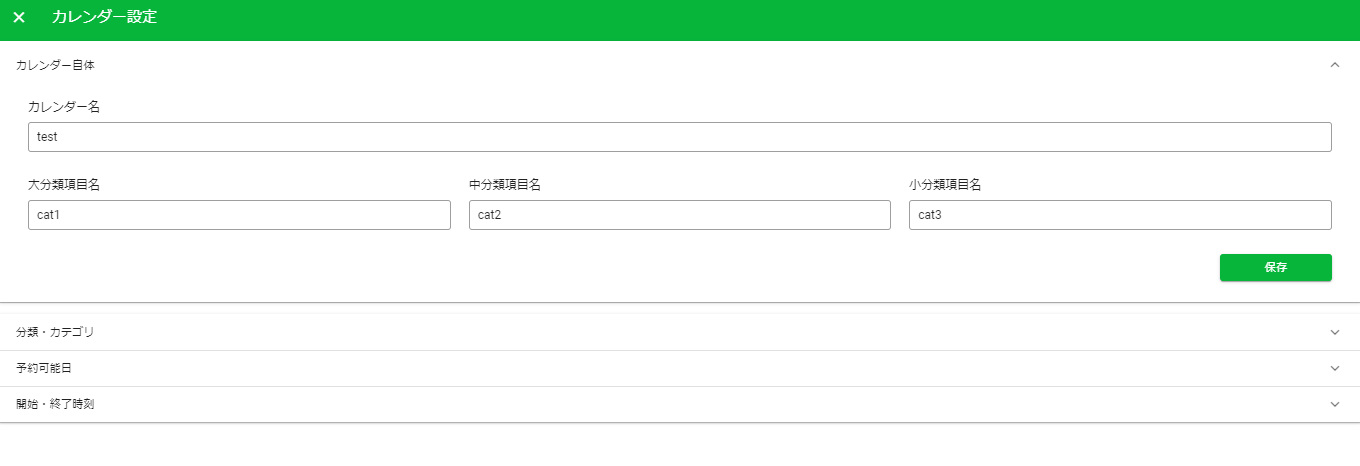 カレンダー設定
カレンダー自体
カレンダー名
test
大分類項目名 中分類項目名 小分類項目名
cat1 cat2 cat3
保存
分類・カテゴリ
予約可能日
開始・終了時刻